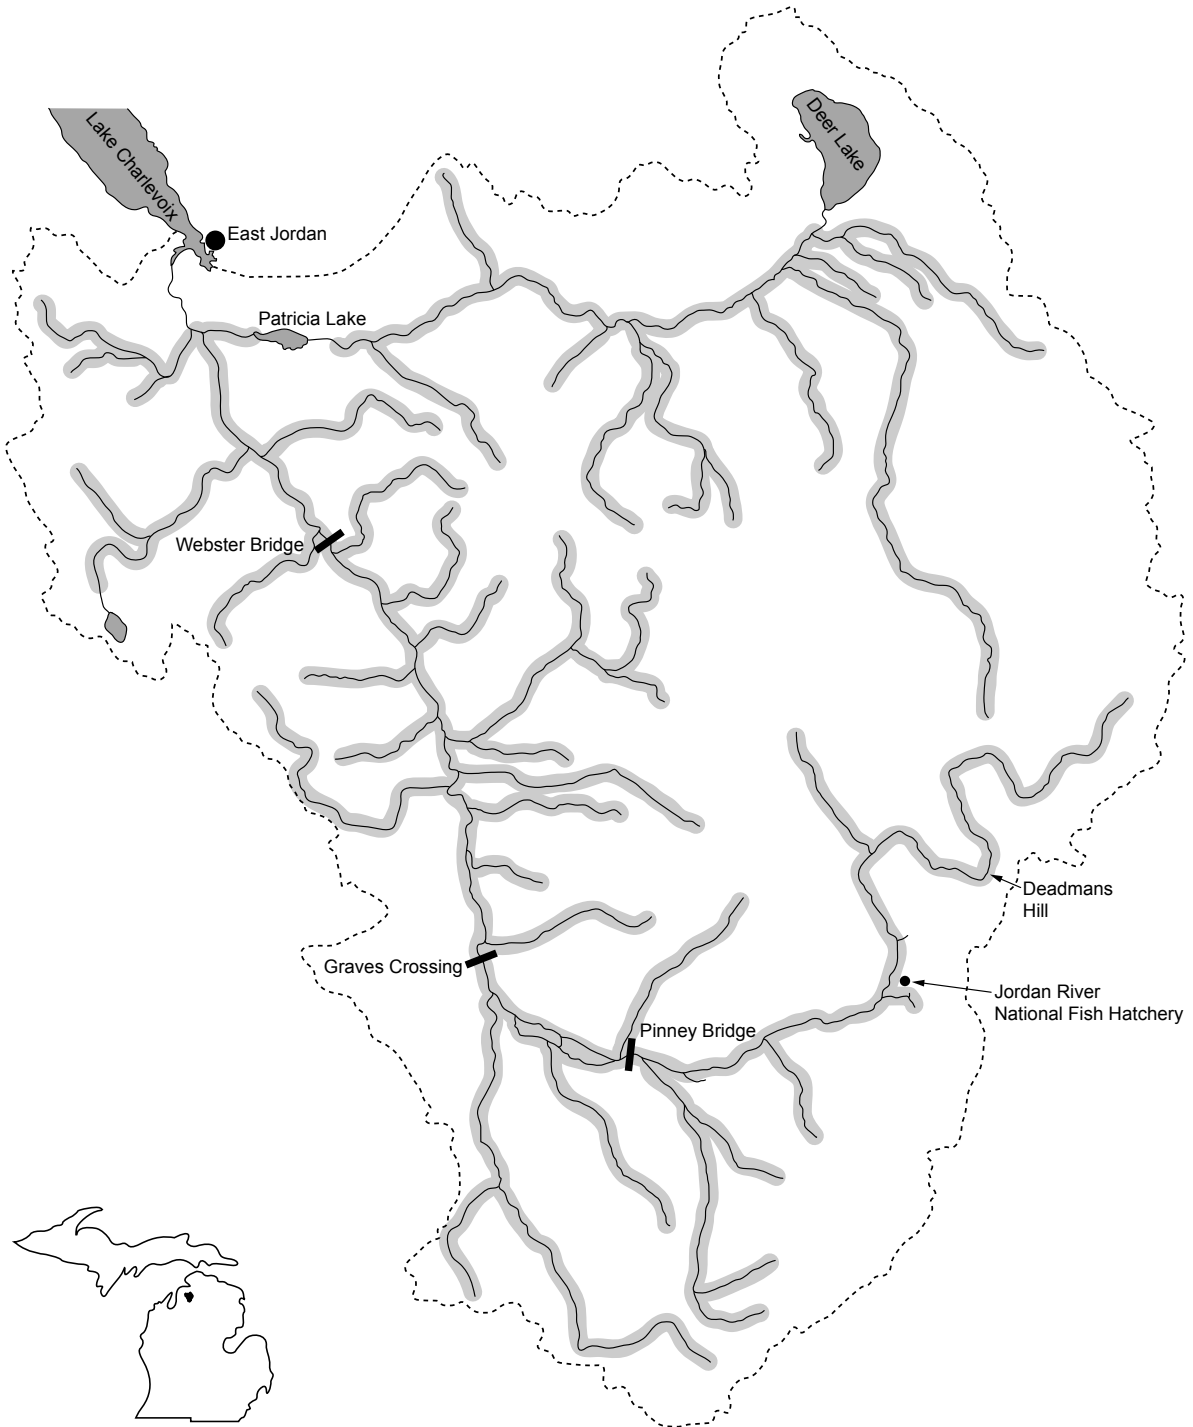 Deer Lake
Lake Charlevoix
East Jordan
Patricia Lake
Webster Bridge
Deadmans
Hill
Graves Crossing
Jordan River
National Fish Hatchery
Pinney Bridge